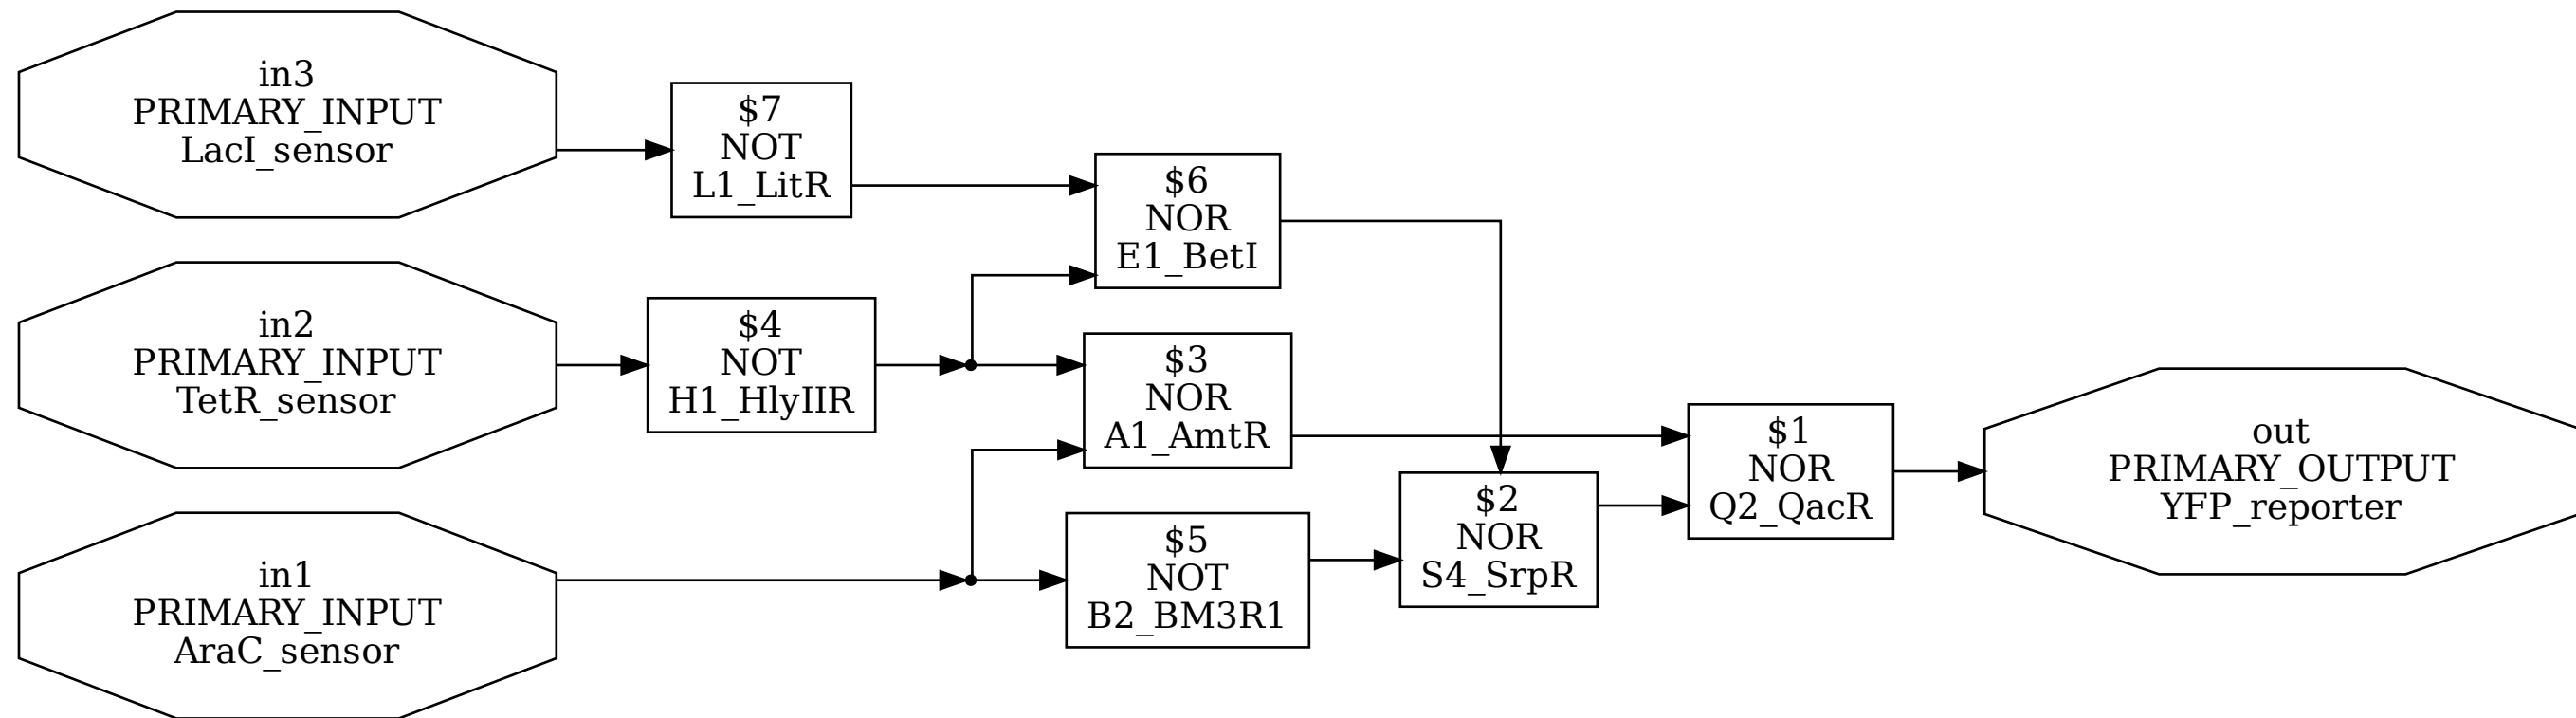 in3
PRIMARY_INPUT
LacI_sensor
$7
NOT
L1_LitR
$6
NOR
E1_BetI
in2
PRIMARY_INPUT
TetR_sensor
$4
NOT
H1_HlyIIR
$3
NOR
A1_AmtR
in1
PRIMARY_INPUT
AraC_sensor
$5
NOT
B2_BM3R1
$2
NOR
S4_SrpR
$1
NOR
Q2_QacR
out
PRIMARY_OUTPUT
YFP_reporter